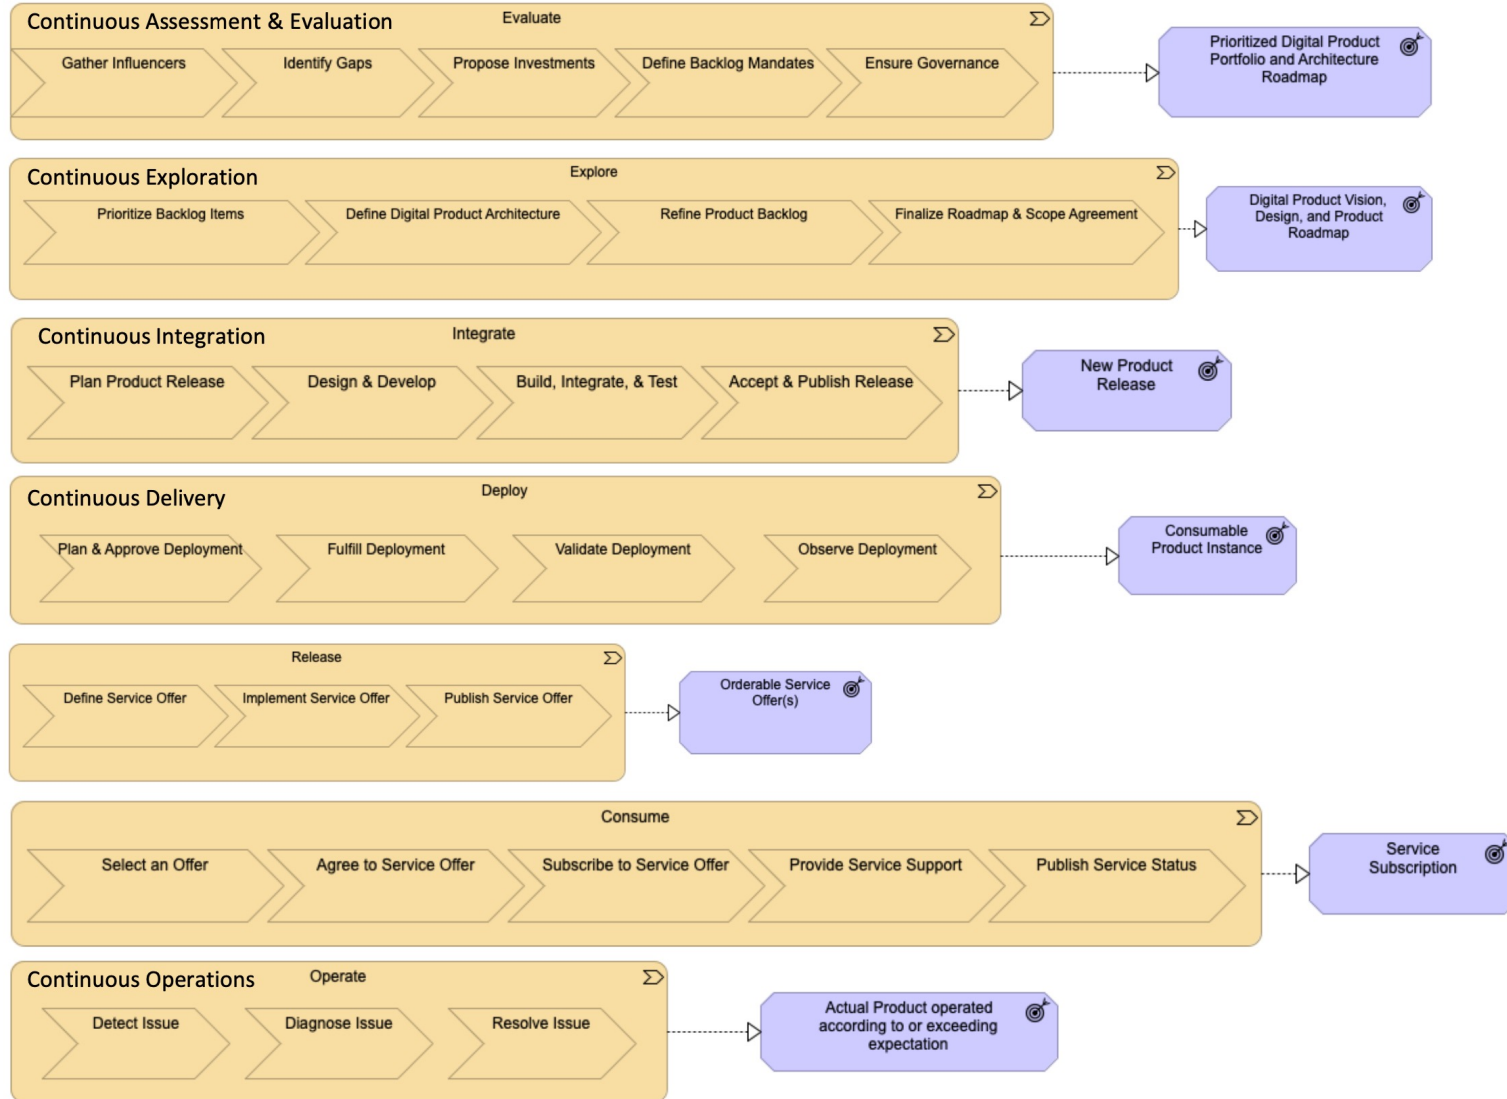 Continuous Assessment & Evaluation
Evaluate
Gather Influencers
Identify Gaps
Propose Investments
Define Backlog Mandates
Ensure Governance
Prioritized Digital Product
Portfolio and Architecture
Roadmap
Continuous Exploration
Explore
Prioritize Backlog Items
Define Digital Product Architecture
Refine Product Backlog
Finalize Roadmap & Scope Agreement
Digital Product Vision,
Design, and Product
Roadmap
Continuous Integration
Integrate
Plan Product Release
Design & Develop
Build, Integrate, & Test
Accept & Publish Release
New Product
Release
Continuous Delivery
Deploy
Plan & Approve Deployment
Fulfill Deployment
Validate Deployment
Observe Deployment
Consumable
Product Instance
Release
Define Service Offer
Implement Service Offer
Publish Service Offer
Orderable Service
Offer(s)
Consume
Select an Offer
Agree to Service Offer
Subscribe to Service Offer
Provide Service Support
Publish Service Status
Service
Subscription
Continuous Operations
Operate
Detect Issue
Diagnose Issue
Resolve Issue
Actual Product operated
according to or exceeding
expectation